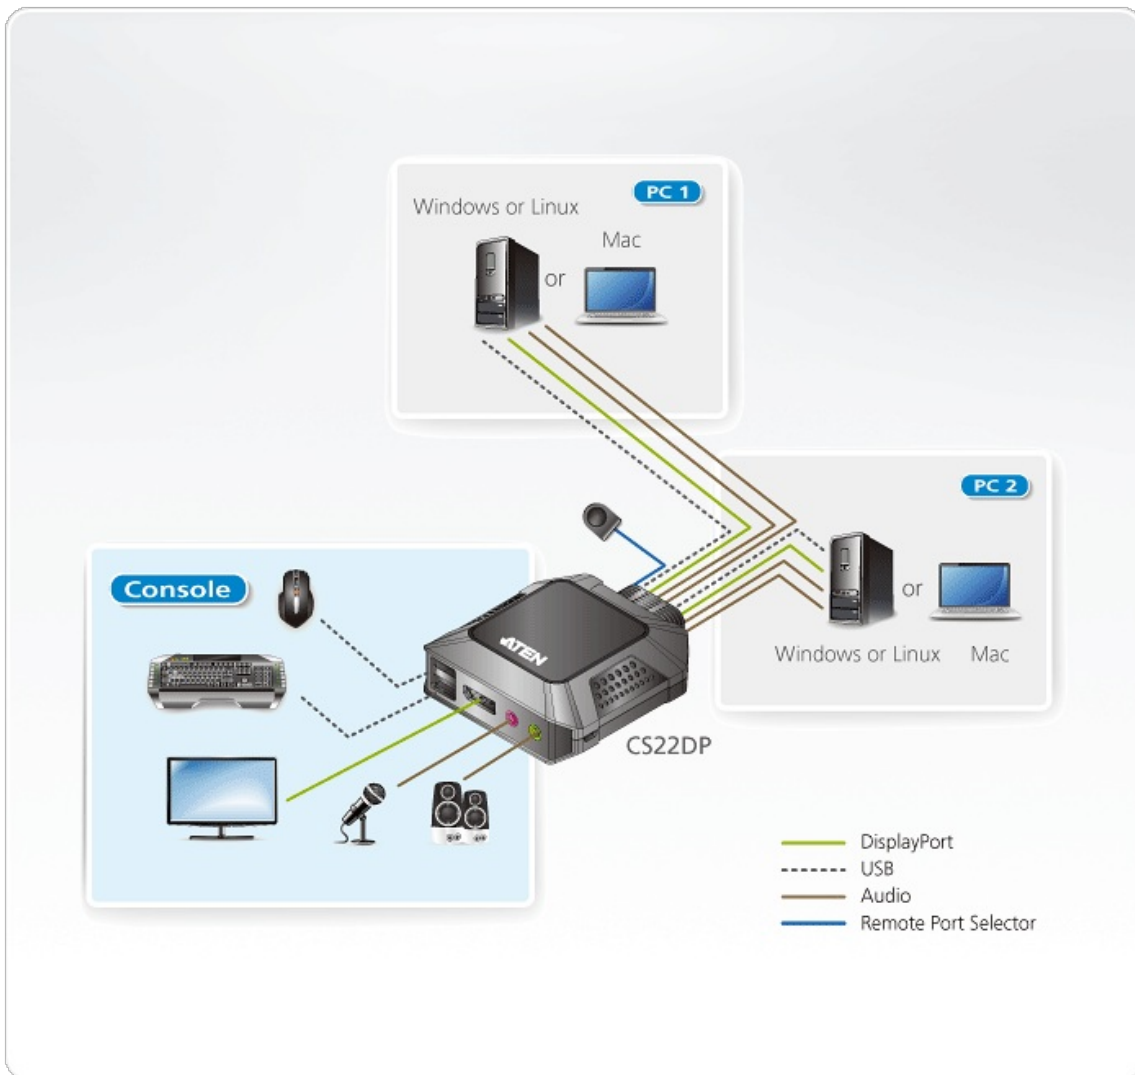 PC 1
Windows or Linux
Mac
or
PC 2
or
Windows or Linux Mac
Console
ATEN
CS22DP
DisplayPort
USB
Audio
Remote Port Selector